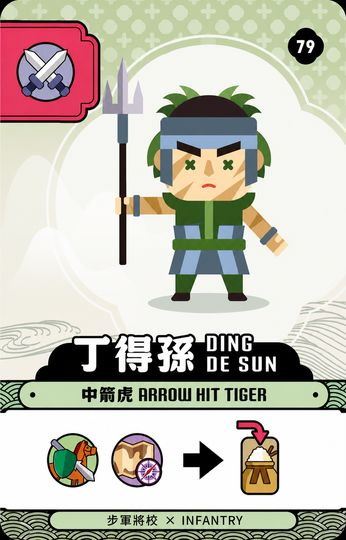 79
丁得孫 DING DE SUN
中箭虎 ARROW HIT TIGER
步軍將校 × INFANTRY